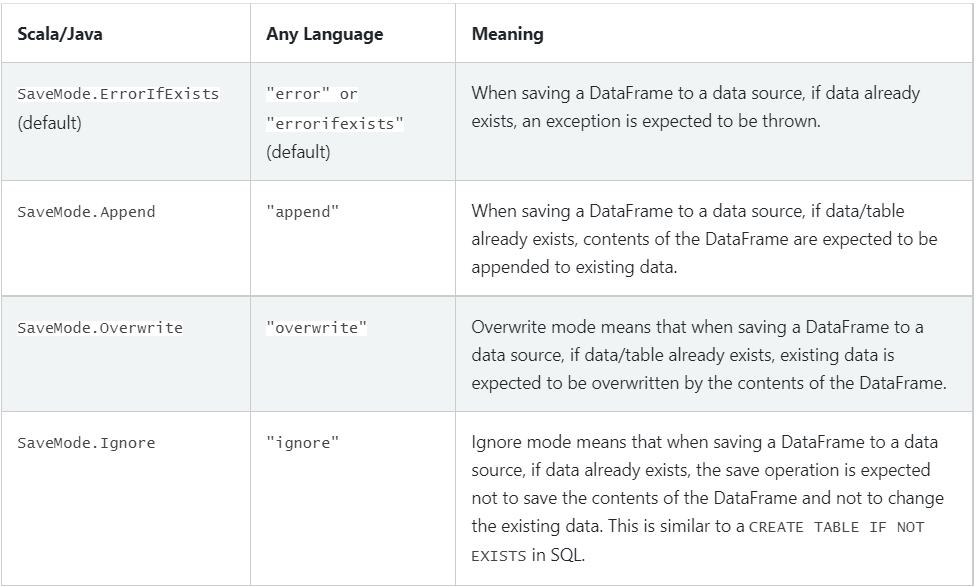 Scala/Java
Any Language
Meaning
SaveMode.ErrorIfExists
(default)
"error" or
"errorifexists"
(default)
When saving a DataFrame to a data source, if data already
exists, an exception is expected to be thrown.
SaveMode.Append
"append"
When saving a DataFrame to a data source, if data/table
already exists, contents of the DataFrame are expected to be
appended to existing data.
SaveMode.Overwrite
"overwrite"
Overwrite mode means that when saving a DataFrame to a
data source, if data/table already exists, existing data is
expected to be overwritten by the contents of the DataFrame.
SaveMode.Ignore
"ignore"
Ignore mode means that when saving a DataFrame to a data
source, if data already exists, the save operation is expected
not to save the contents of the DataFrame and not to change
the existing data. This is similar to a CREATE TABLE IF NOT
EXISTS in SQL.